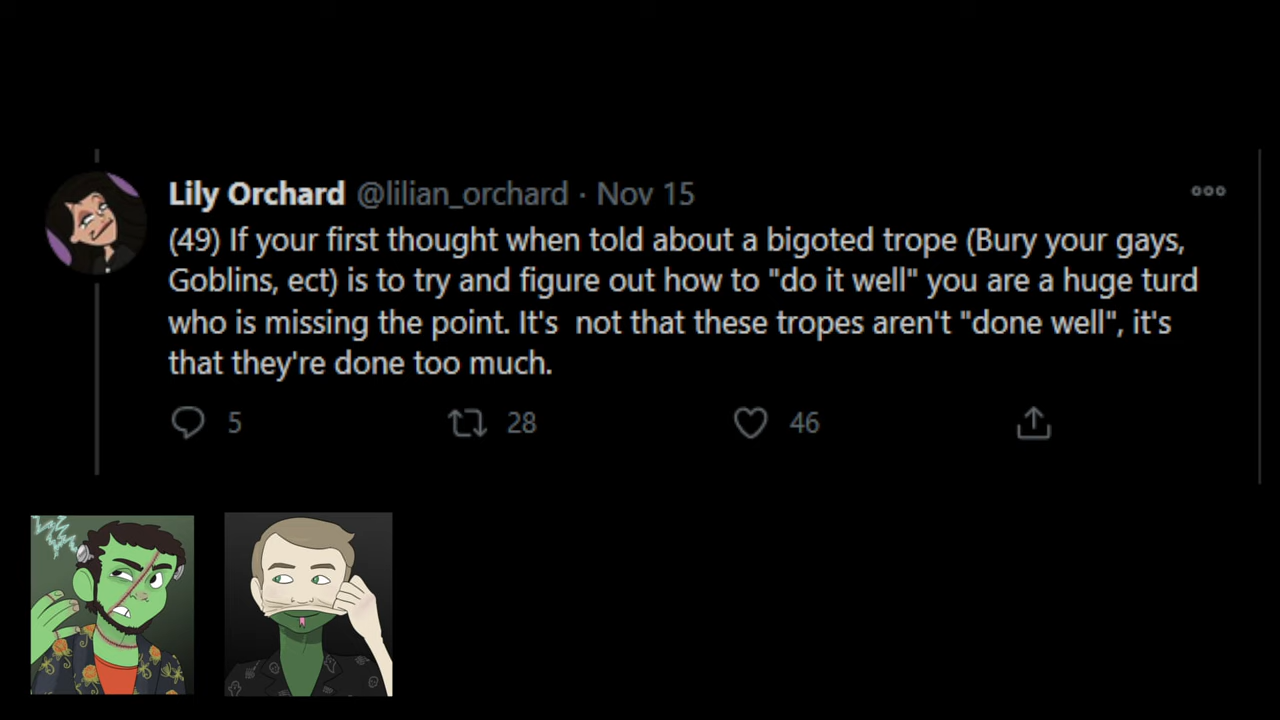 Lily Orchard @lilian_orchard · Nov 15
(49) If your first thought when told about a bigoted trope (Bury your gays,
Goblins, ect) is to try and figure out how to "do it well" you are a huge turd
who is missing the point. It's  not that these tropes aren't "done well", it's
that they're done too much.
5 28 46